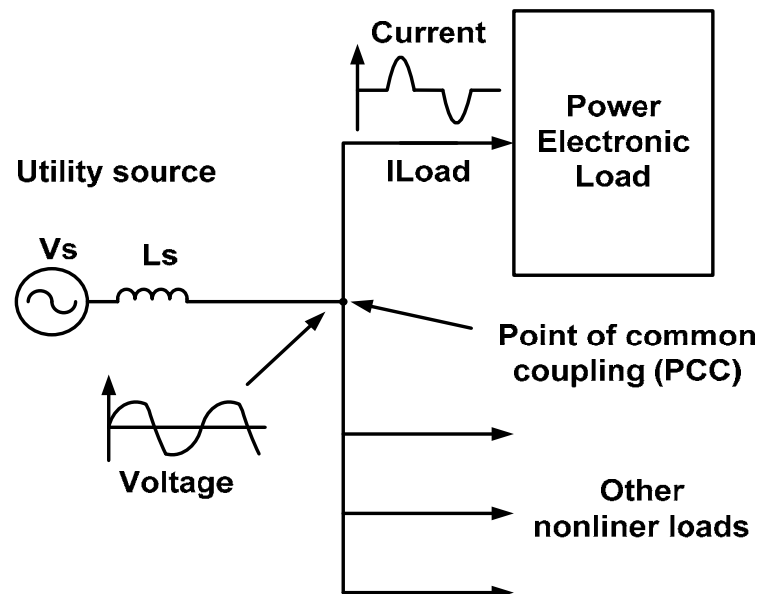 Current
Power
Electronic
Load
ILoad
Utility source
Vs
Ls
Point of common
coupling (PCC)
Voltage
Other
nonliner loads